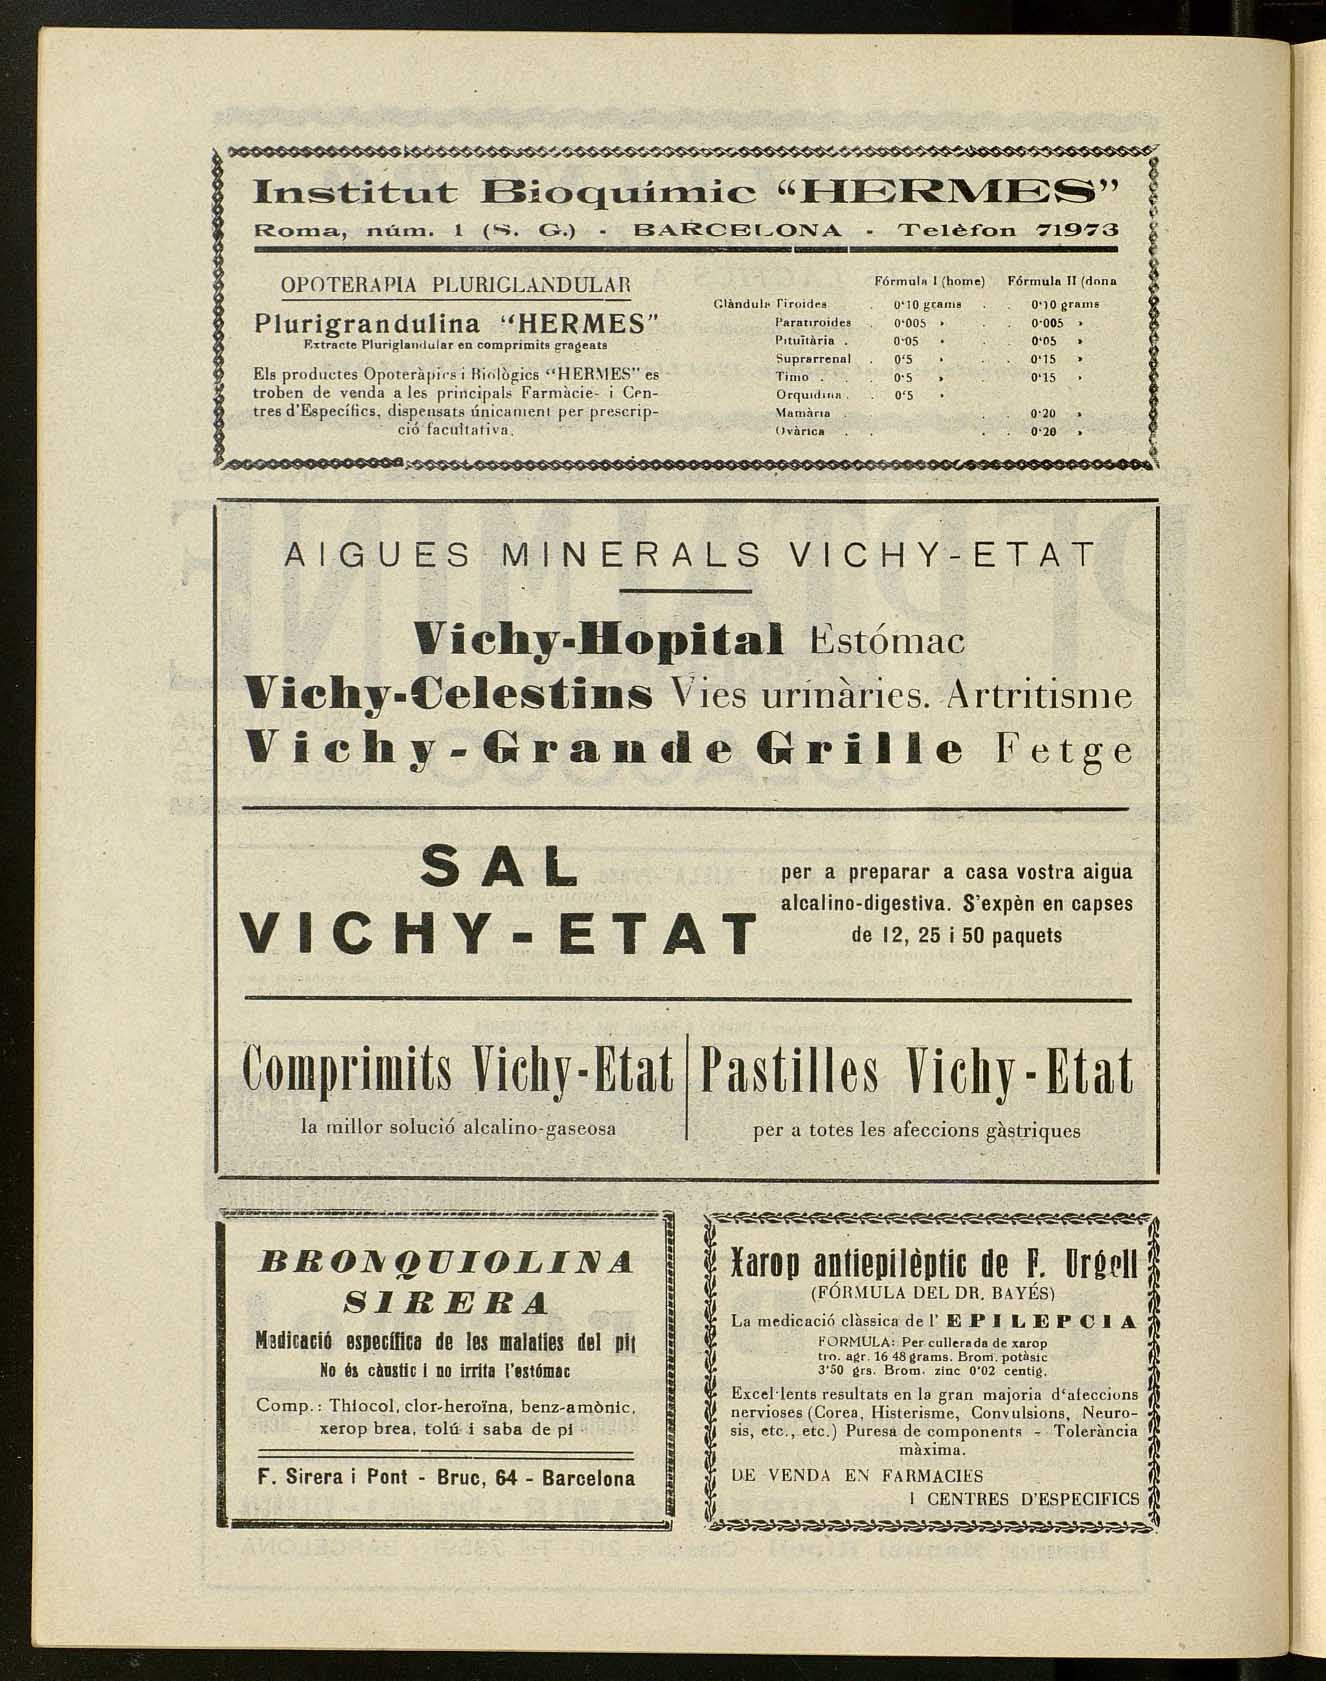 Institut Bioquímic “HERMES”
Roma, núm. 1 (S. G.) - BARCELONA - Telèfon 71973
OPOTERAPIA PLURIGLANDULAR
Plurigrandulina “HERMES”
Extracte Pluriglandular en comprimits grageats
Els productes Opoteràpics i Biològics “HERMES” es
troben de venda a les principals Farmàcie- i Cen-
tres d'Específics, dispensats únicament per prescrip-
ció facultativa.
Fórmula I (home) Fórmula II (dona
Glàndula Tiroides . 0'10 grams . . 0'10 grams
Paratiroides . 0'005 » . . 0'005 »
Pituïtària . 0'05 » . . 0'05 »
Suprarrenal . 0'5 » . . 0'15 »
Timo . . . 0'5 » . . 0'15 »
Orquidina . . 0'5 »
Mamària . . . 0'20 »
Ovàrica . . . . 0'20 »
AIGUES MINERALS VICHY-ETAT
Vichy-Hopital Estómac
Vichy-Celestins Vies urinàries. Artritisme
Vichy-Grande Grille Fetge
SAL
VICHY-ETAT
per a preparar a casa vostra aigua
alcalino-digestiva. S'expèn en capses
de 12, 25 i 50 paquets
Comprimits Vichy-Etat
la millor solució alcalino-gaseosa
Pastilles Vichy-Etat
per a totes les afeccions gàstriques
BRONQUIOLINA
SIRERA
Medicació específica de les malaties del pit
No és càustic i no irrita l'estómac
Comp.: Thiocol, clor-heroïna, benz-amònic,
xerop brea, tolú i saba de pi
F. Sirera i Pont - Bruc, 64 - Barcelona
Xarop antiepilèptic de F. Urgell
(FÓRMULA DEL DR. BAYÉS)
La medicació clàssica de l' EPILEPCIA
FORMULA: Per cullerada de xarop
tro. agr. 16'48 grams. Brom. potàsic
3'50 grs. Brom. zinc 0'02 centig.
Excel·lents resultats en la gran majoria d'afeccions
nervioses (Corea, Histerisme, Convulsions, Neuro-
sis, etc., etc.) Puresa de components - Tolerància
màxima.
DE VENDA EN FARMACIES
I CENTRES D'ESPECIFICS